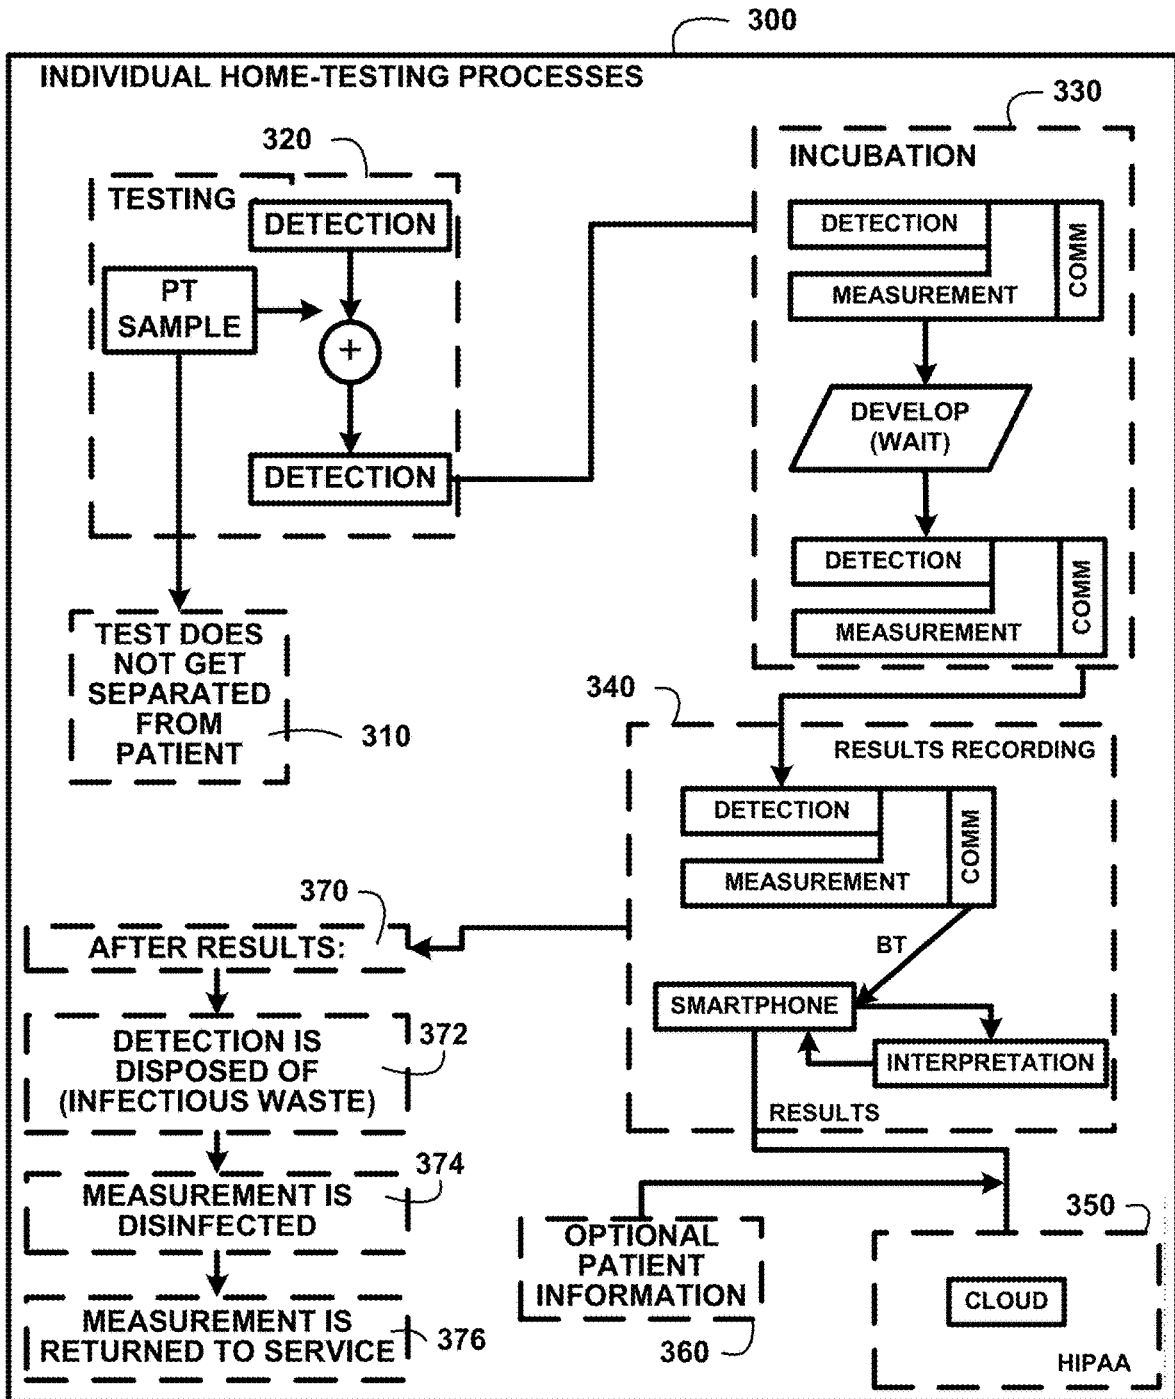 300
INDIVIDUAL HOME-TESTING PROCESSES
320
TESTING
DETECTION
PT
SAMPLE
+
DETECTION
TEST DOES
NOT GET
SEPARATED
FROM
PATIENT
310
330
INCUBATION
DETECTION
MEASUREMENT
COMM
DEVELOP
(WAIT)
DETECTION
MEASUREMENT
COMM
340
RESULTS RECORDING
DETECTION
MEASUREMENT
COMM
BT
SMARTPHONE
INTERPRETATION
RESULTS
370
AFTER RESULTS:
DETECTION IS
DISPOSED OF
(INFECTIOUS WASTE)
372
MEASUREMENT IS
DISINFECTED
374
MEASUREMENT IS
RETURNED TO SERVICE
376
OPTIONAL
PATIENT
INFORMATION
360
350
CLOUD
HIPAA